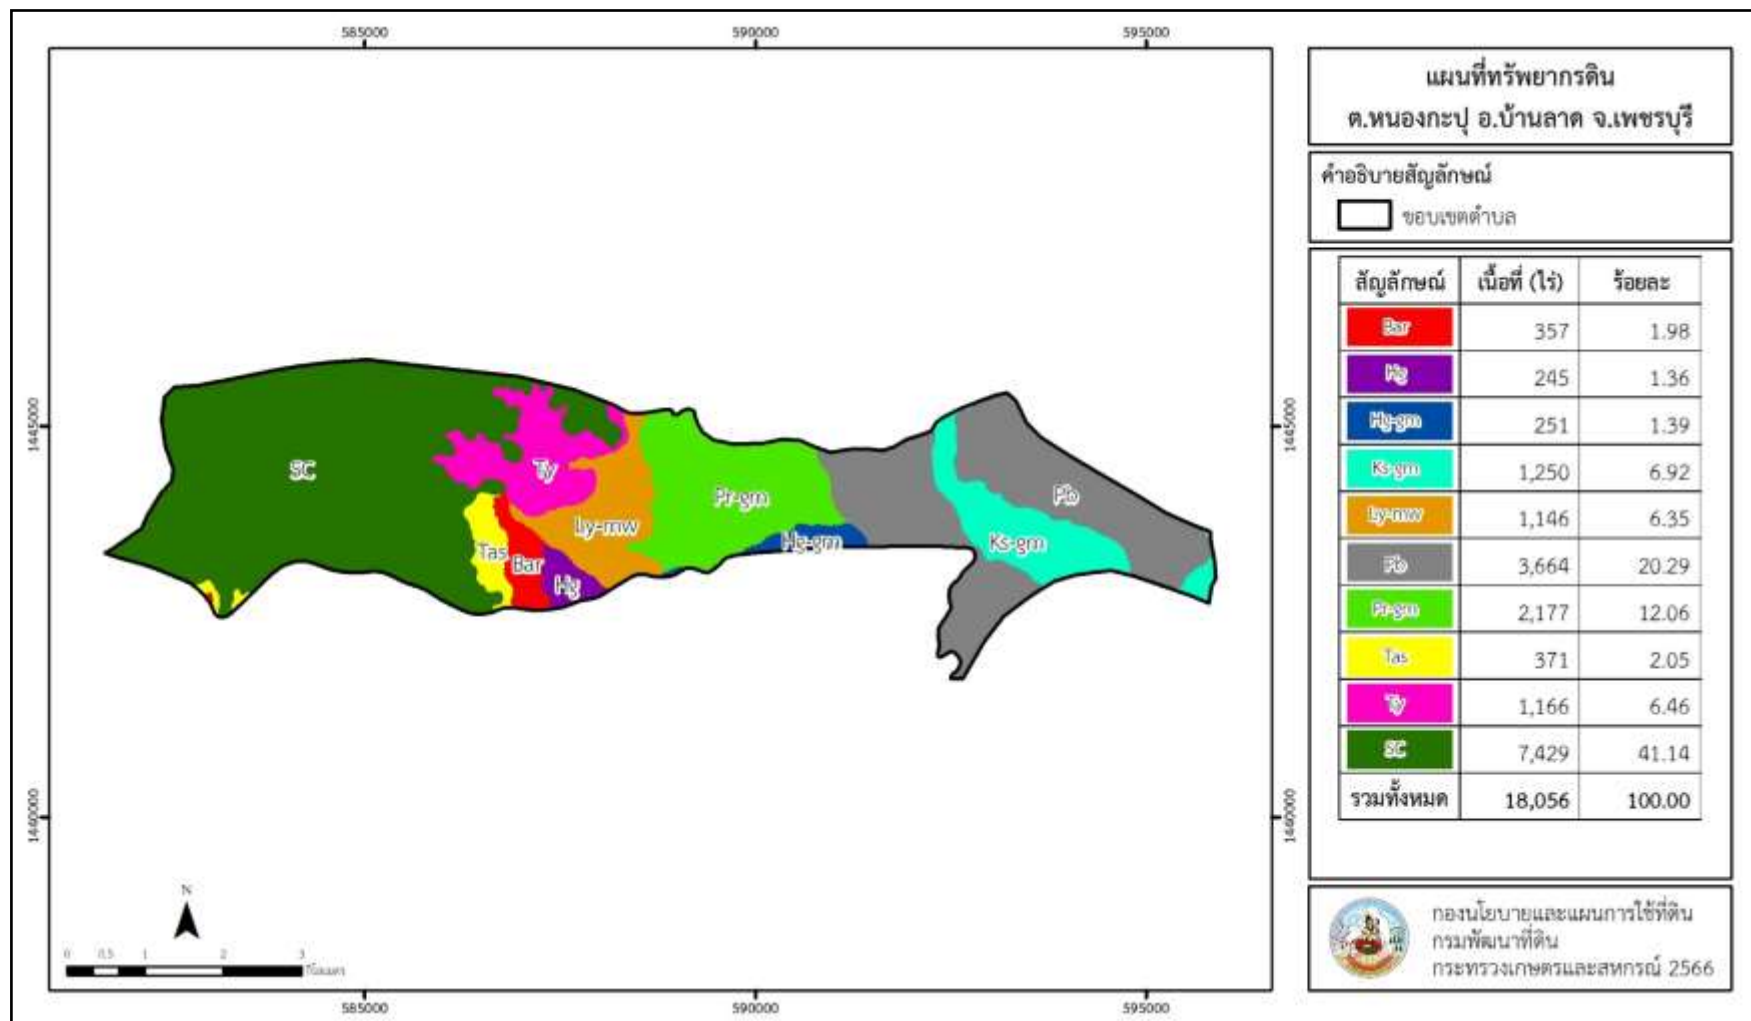 585000
590000
595000
1445000
1440000
SC
Ty
Tas
Bar
Hg
Ly-mw
Pr-gm
Hg-gm
Ks-gm
Pb
1445000
1440000
N
0 0.5 1 2 3
กิโลเมตร
585000
590000
595000
แผนที่ทรัพยากรดิน
ต.หนองกะปุ อ.บ้านลาด จ.เพชรบุรี
คำอธิบายสัญลักษณ์
ขอบเขตตำบล
สัญลักษณ์ เนื้อที่ (ไร่) ร้อยละ
Bar 357 1.98
Hg 245 1.36
Hg-gm 251 1.39
Ks-gm 1,250 6.92
Ly-mw 1,146 6.35
Pb 3,664 20.29
Pr-gm 2,177 12.06
Tas 371 2.05
Ty 1,166 6.46
SC 7,429 41.14
รวมทั้งหมด 18,056 100.00
กองนโยบายและแผนการใช้ที่ดิน
กรมพัฒนาที่ดิน
กระทรวงเกษตรและสหกรณ์ 2566